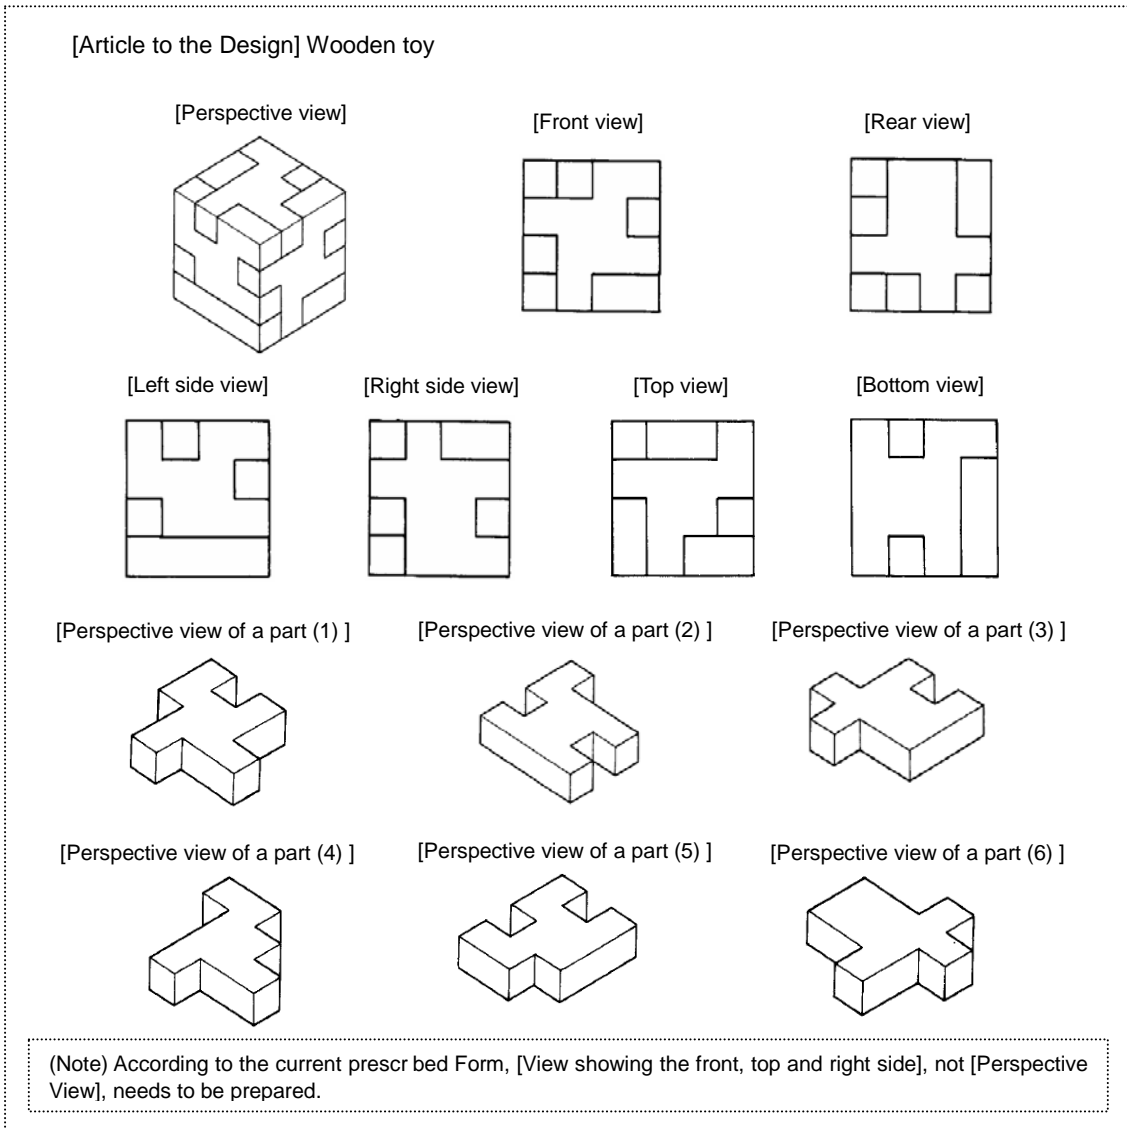 [Article to the Design] Wooden toy
[Perspective view]
[Front view]
[Rear view]
[Left side view]
[Right side view]
[Top view]
[Bottom view]
[Perspective view of a part (1) ]
[Perspective view of a part (2) ]
[Perspective view of a part (3) ]
[Perspective view of a part (4) ]
[Perspective view of a part (5) ]
[Perspective view of a part (6) ]
(Note) According to the current prescr bed Form, [View showing the front, top and right side], not [Perspective
View], needs to be prepared.